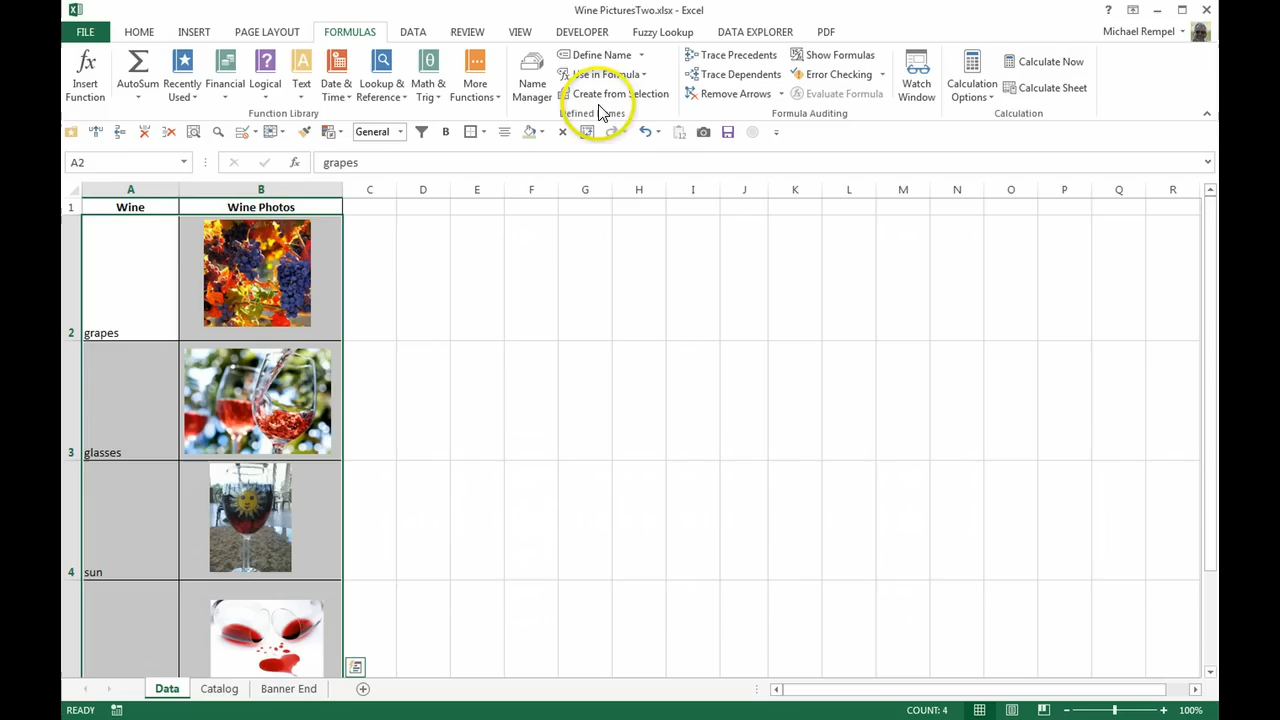 Wine PicturesTwo.xlsx - Excel
FILE HOME INSERT PAGE LAYOUT FORMULAS DATA REVIEW VIEW DEVELOPER Fuzzy Lookup DATA EXPLORER PDF Michael Rempel
Insert Function
AutoSum
Recently Used
Financial
Logical
Text
Date & Time
Lookup & Reference
Math & Trig
More Functions
Function Library
Name Manager
Define Name
Use in Formula
Create from Selection
Trace Precedents
Trace Dependents
Remove Arrows
Show Formulas
Error Checking
Evaluate Formula
Formula Auditing
Watch Window
Calculation Options
Calculate Now
Calculate Sheet
Calculation
General
A2 fx grapes
A B C D E F G H I J K L M N O P Q R
1 Wine Wine Photos
2 grapes
3 glasses
4 sun
Data Catalog Banner End
READY COUNT: 4 100%